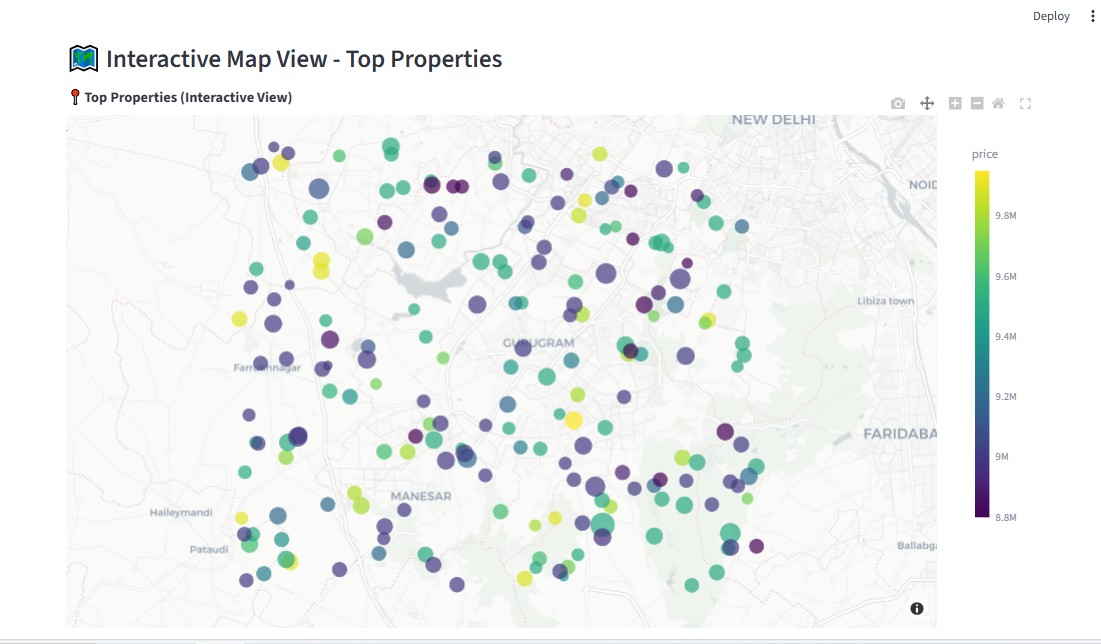 Deploy
Interactive Map View - Top Properties
Top Properties (Interactive View)
NEW DELHI
price
NOID
9.8M
9.6M
Libiza town
9.4M
GURUGRAM
Farrukhnagar
9.2M
FARIDABA
9M
MANESAR
Haileymandi
8.8M
Pataudi
Ballabga